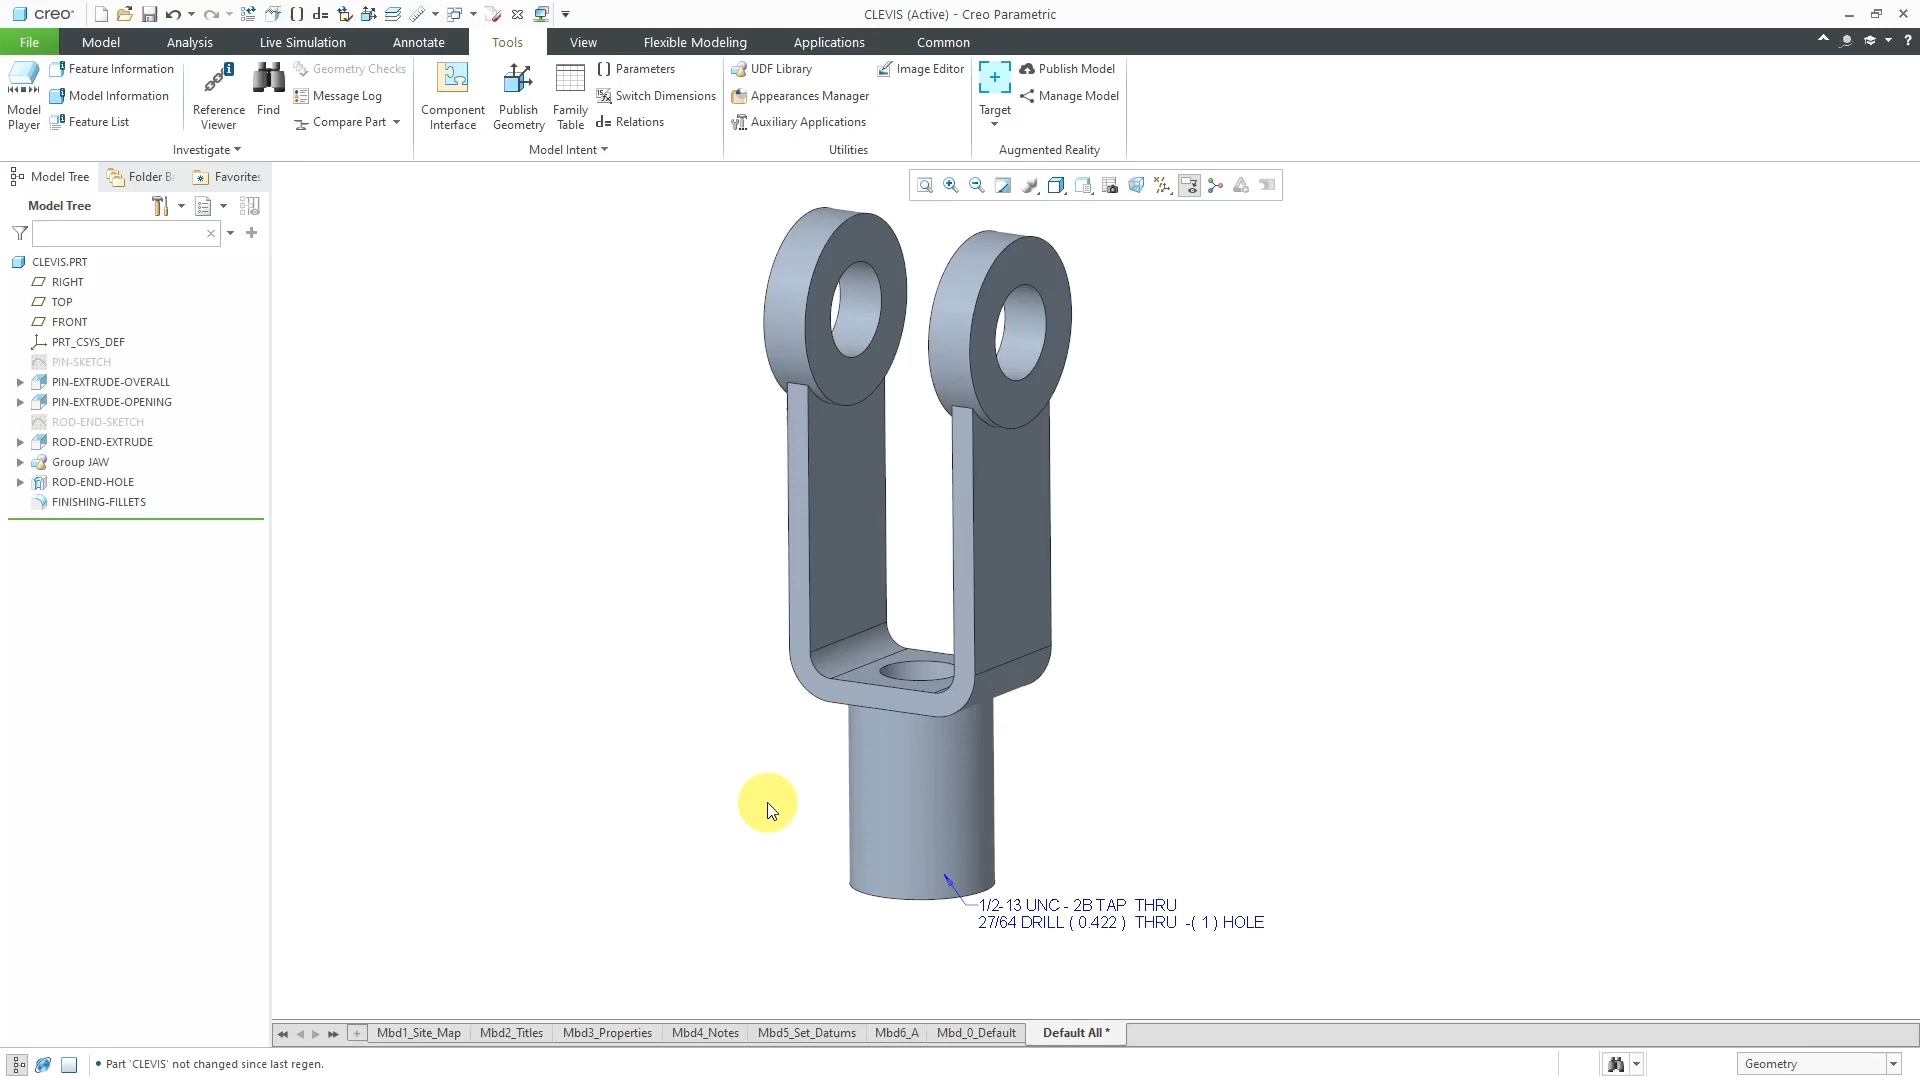 creo
CLEVIS (Active) - Creo Parametric
File
Model
Analysis
Live Simulation
Annotate
Tools
View
Flexible Modeling
Applications
Common
Model Player
Feature Information
Model Information
Feature List
Reference Viewer
Find
Geometry Checks
Message Log
Compare Part
Investigate
Component Interface
Publish Geometry
Family Table
Parameters
Switch Dimensions
d= Relations
Model Intent
UDF Library
Appearances Manager
Auxiliary Applications
Image Editor
Utilities
Target
Publish Model
Manage Model
Augmented Reality
Model Tree
Folder B
Favorites
Model Tree
CLEVIS.PRT
RIGHT
TOP
FRONT
PRT_CSYS_DEF
PIN-SKETCH
PIN-EXTRUDE-OVERALL
PIN-EXTRUDE-OPENING
ROD-END-SKETCH
ROD-END-EXTRUDE
Group JAW
ROD-END-HOLE
FINISHING-FILLETS
1/2-13 UNC - 2B TAP THRU
27/64 DRILL ( 0.422 ) THRU -( 1 ) HOLE
Mbd1_Site_Map
Mbd2_Titles
Mbd3_Properties
Mbd4_Notes
Mbd5_Set_Datums
Mbd6_A
Mbd_0_Default
Default All *
• Part 'CLEVIS' not changed since last regen.
Geometry